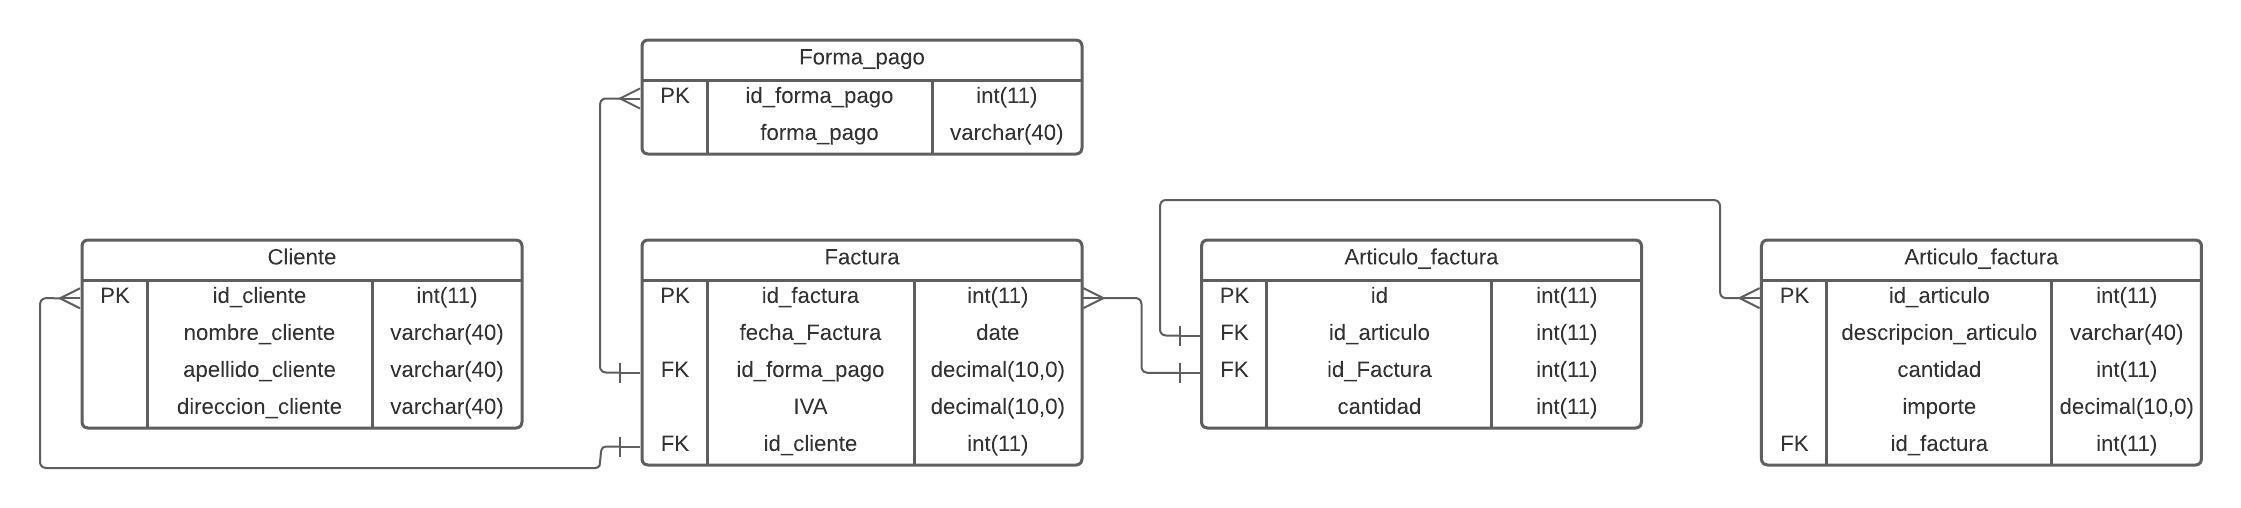 Forma_pago
PK id_forma_pago int(11)
forma_pago varchar(40)
Cliente
PK id_cliente int(11)
nombre_cliente varchar(40)
apellido_cliente varchar(40)
direccion_cliente varchar(40)
Factura
PK id_factura int(11)
fecha_Factura date
FK id_forma_pago decimal(10,0)
IVA decimal(10,0)
FK id_cliente int(11)
Articulo_factura
PK id int(11)
FK id_articulo int(11)
FK id_Factura int(11)
cantidad int(11)
Articulo_factura
PK id_articulo int(11)
descripcion_articulo varchar(40)
cantidad int(11)
importe decimal(10,0)
FK id_factura int(11)